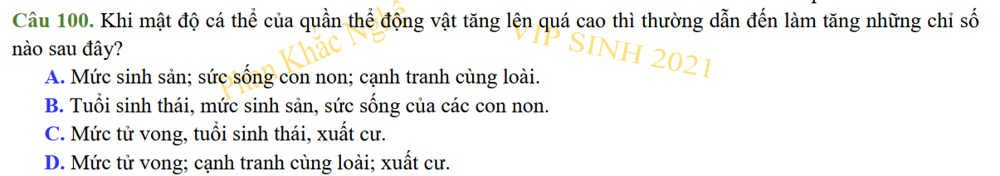 Câu 100. Khi mật độ cá thể của quần thể động vật tăng lên quá cao thì thường dẫn đến làm tăng những chỉ số
nào sau đây?
A. Mức sinh sản; sức sống con non; cạnh tranh cùng loài.
B. Tuổi sinh thái, mức sinh sản, sức sống của các con non.
C. Mức tử vong, tuổi sinh thái, xuất cư.
D. Mức tử vong; cạnh tranh cùng loài; xuất cư.
Phan Khắc Nghệ
VIP SINH 2021